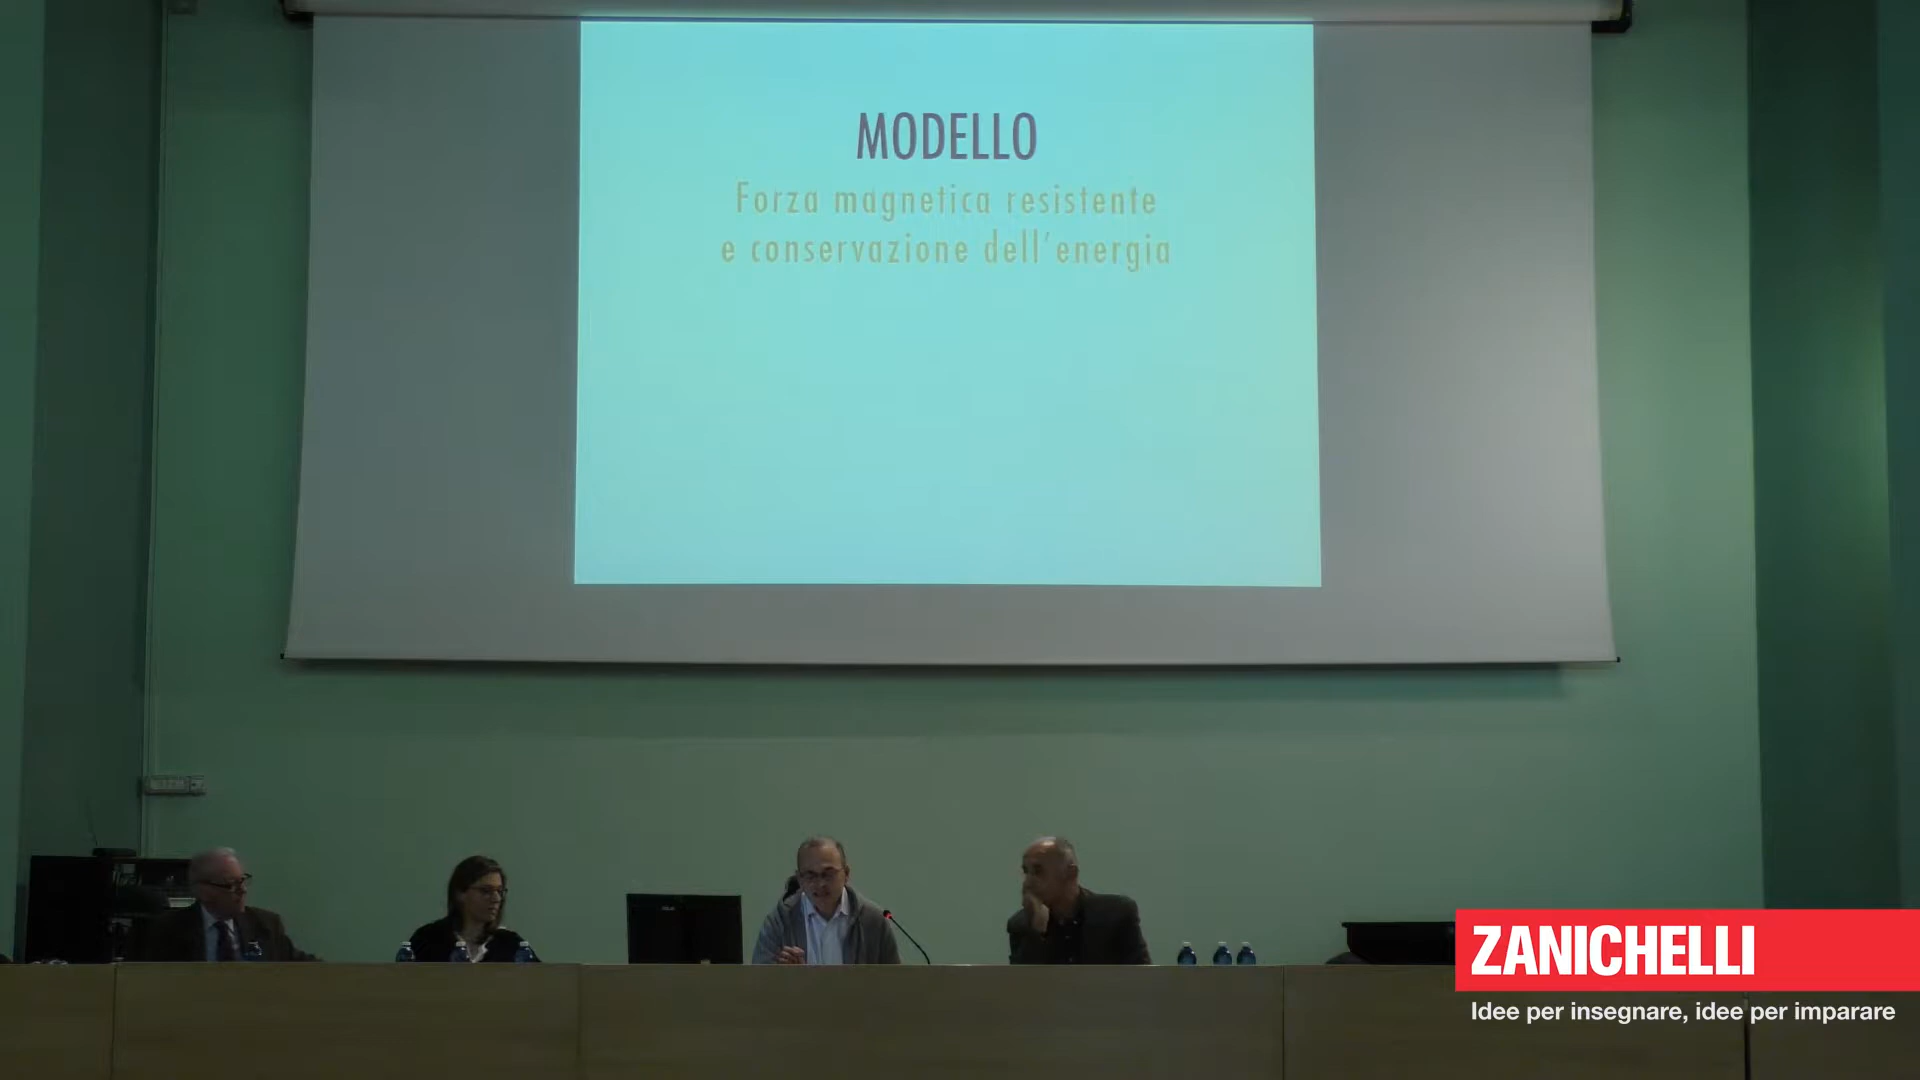 MODELLO
Forza magnetica resistente
e conservazione dell'energia
ZANICHELLI
Idee per insegnare, idee per imparare